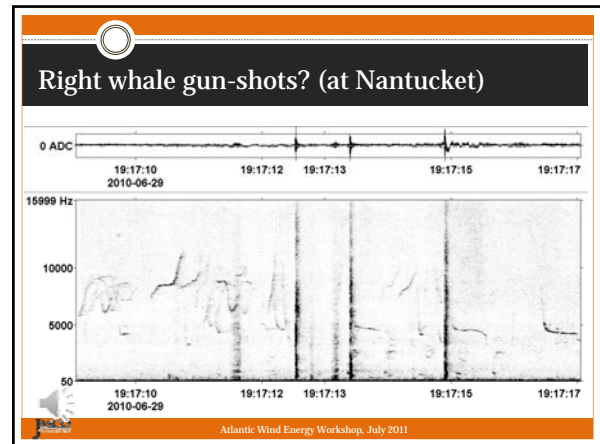 Right whale gun-shots? (at Nantucket)
0 ADC
19:17:10 19:17:12 19:17:13 19:17:15 19:17:17
2010-06-29
15999 Hz
10000
5000
50
19:17:10 19:17:12 19:17:13 19:17:15 19:17:17
2010-06-29
Atlantic Wind Energy Workshop, July 2011